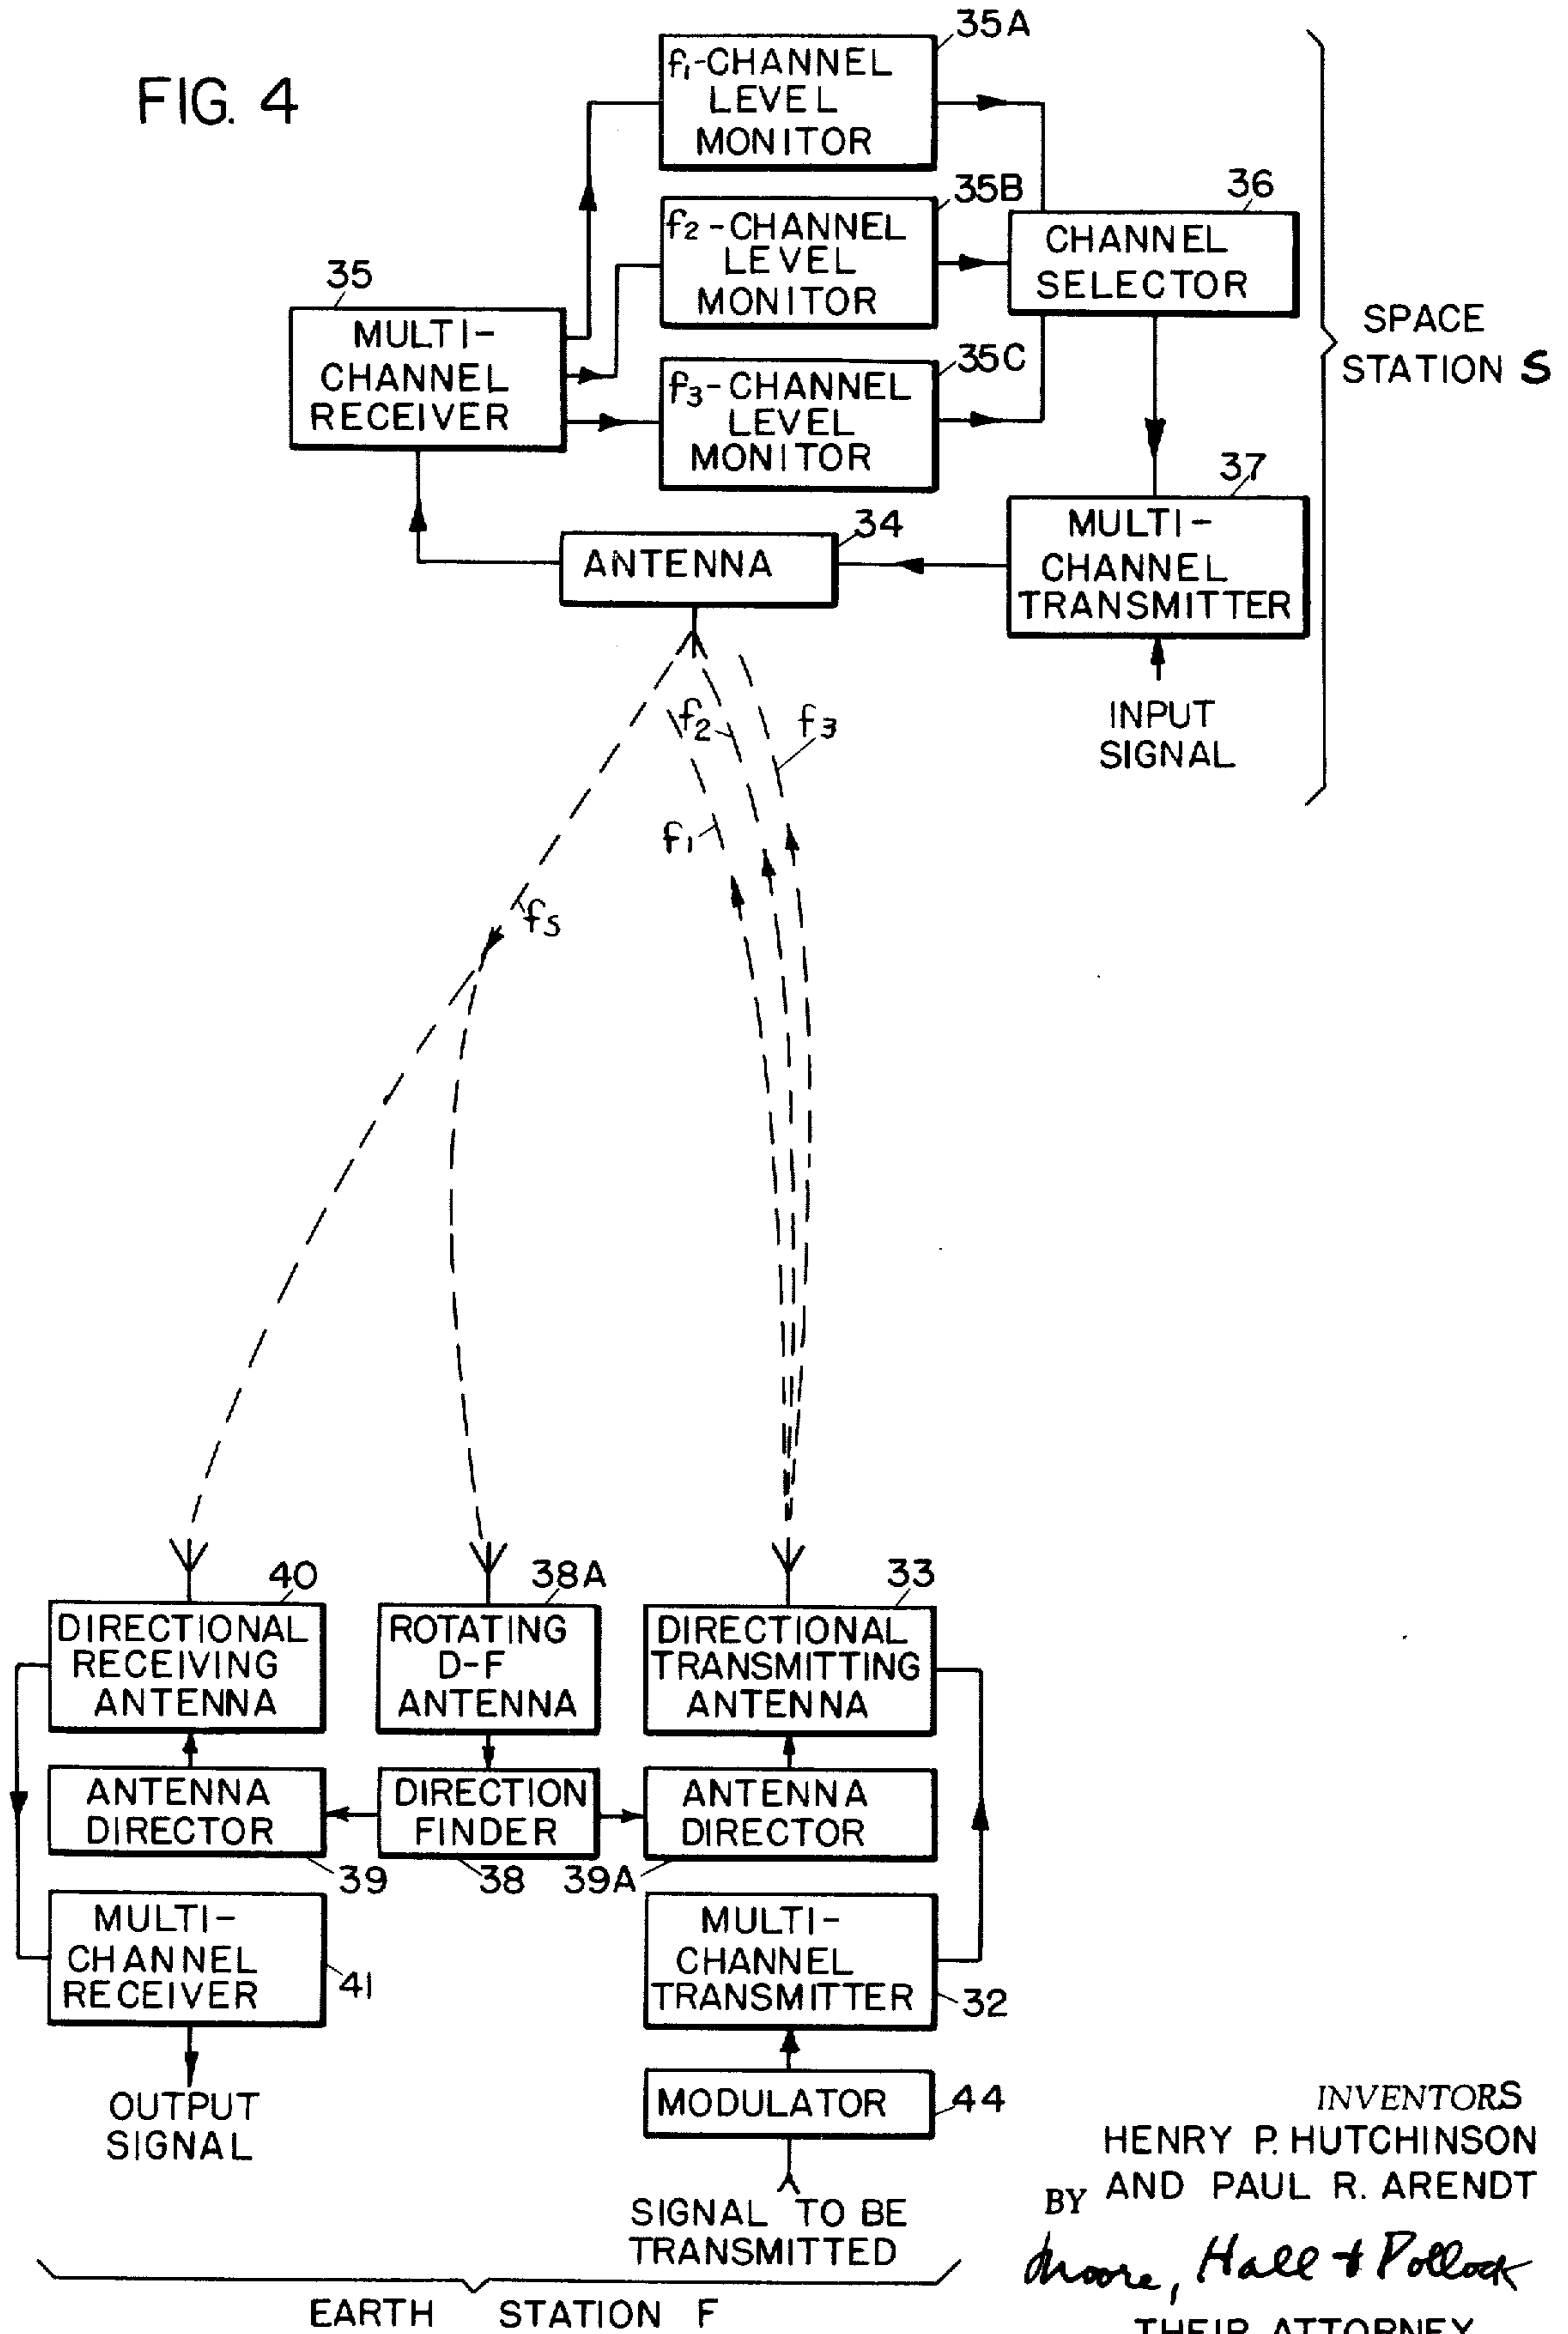 FIG. 4
35A
f1-CHANNEL
LEVEL
MONITOR
35B
f2-CHANNEL
LEVEL
MONITOR
36
CHANNEL
SELECTOR
35
MULTI-
CHANNEL
RECEIVER
35C
f3-CHANNEL
LEVEL
MONITOR
SPACE
STATION S
37
MULTI-
CHANNEL
TRANSMITTER
34
ANTENNA
INPUT
SIGNAL
f2
f3
f1
fs
40
DIRECTIONAL
RECEIVING
ANTENNA
38A
ROTATING
D-F
ANTENNA
33
DIRECTIONAL
TRANSMITTING
ANTENNA
ANTENNA
DIRECTOR
39
DIRECTION
FINDER
38
ANTENNA
DIRECTOR
39A
MULTI-
CHANNEL
RECEIVER
41
MULTI-
CHANNEL
TRANSMITTER
32
OUTPUT
SIGNAL
MODULATOR
44
SIGNAL TO BE
TRANSMITTED
EARTH STATION F
INVENTORS
HENRY P. HUTCHINSON
AND PAUL R. ARENDT
BY
Moore, Hall & Pollock
THEIR ATTORNEY